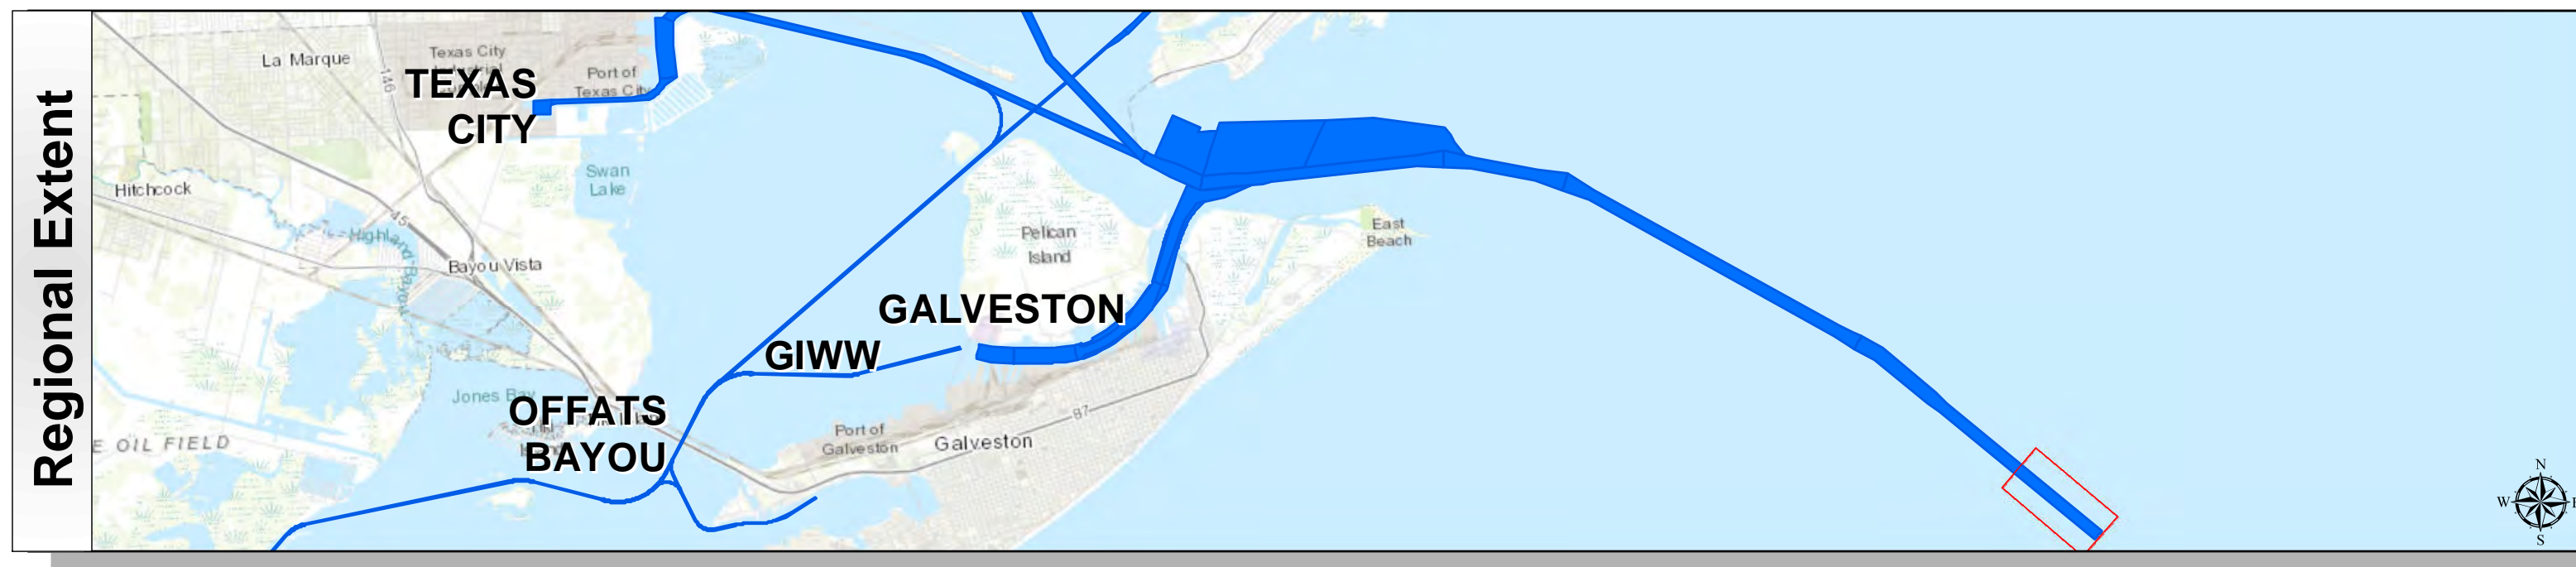 Regional Extent
La Marque
146
Texas City
Port of
Texas City
TEXAS
CITY
Swan
Lake
Hitchcock
45
Highland Bayou
Bayou Vista
Pelican
Island
East
Beach
GALVESTON
GIWW
Jones Bay
OFFATS
BAYOU
E OIL FIELD
Port of
Galveston
Galveston
87
N
W
S